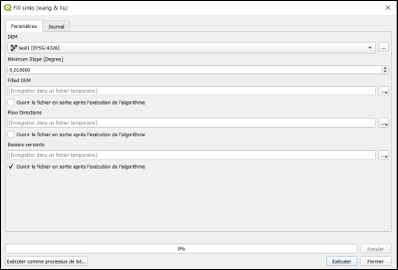 Fill sinks (wang & liu)
Paramètres Journal
DEM
test1 [EPSG:4326]
...
Minimum Slope [Degree]
0,010000
Filled DEM
[Enregistrer dans un fichier temporaire]
...
Ouvrir le fichier en sortie après l'exécution de l'algorithme
Flow Directions
[Enregistrer dans un fichier temporaire]
...
Ouvrir le fichier en sortie après l'exécution de l'algorithme
Bassins versants
[Enregistrer dans un fichier temporaire]
...
Ouvrir le fichier en sortie après l'exécution de l'algorithme
0% Annuler
Exécuter comme processus de lot... Exécuter Fermer